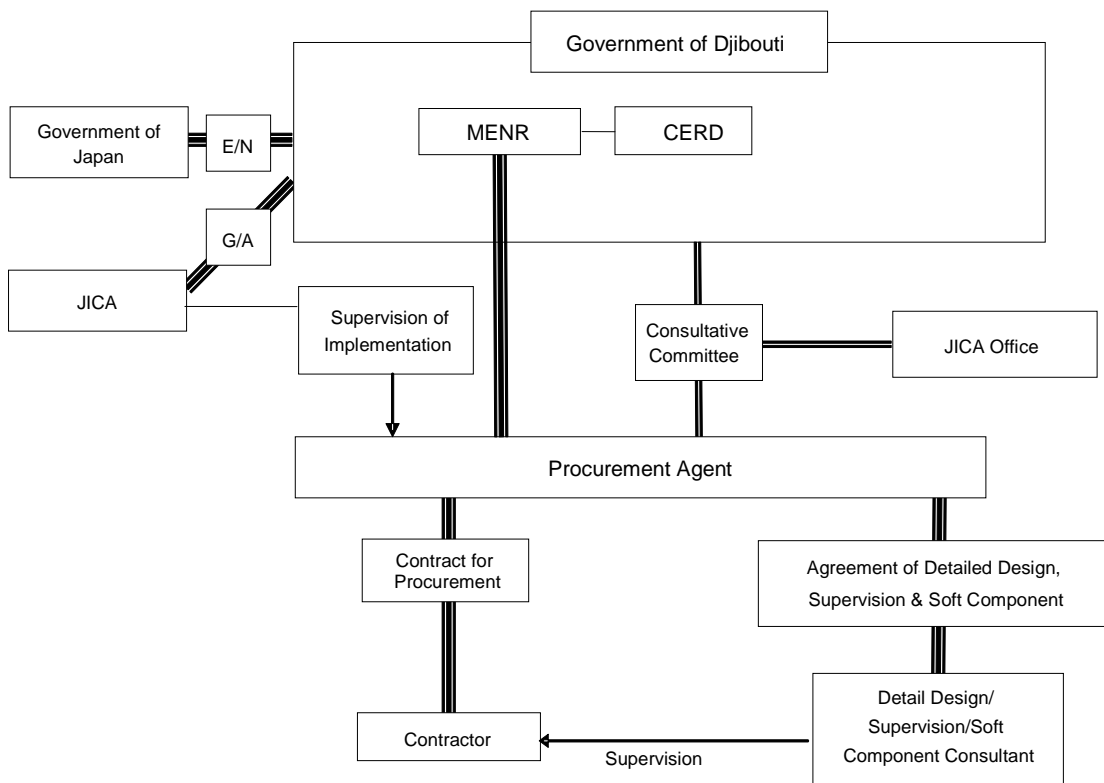 Government of Djibouti
Government of
Japan
E/N
MENR
CERD
G/A
JICA
Supervision of
Implementation
Consultative
Committee
JICA Office
Procurement Agent
Contract for
Procurement
Agreement of Detailed Design,
Supervision & Soft Component
Contractor
Supervision
Detail Design/
Supervision/Soft
Component Consultant